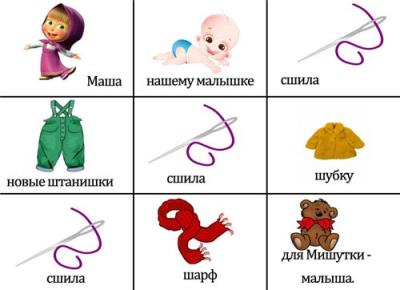 Маша
нашему малышке
сшила
новые штанишки
сшила
шубку
сшила
шарф
для Мишутки -
малыша.